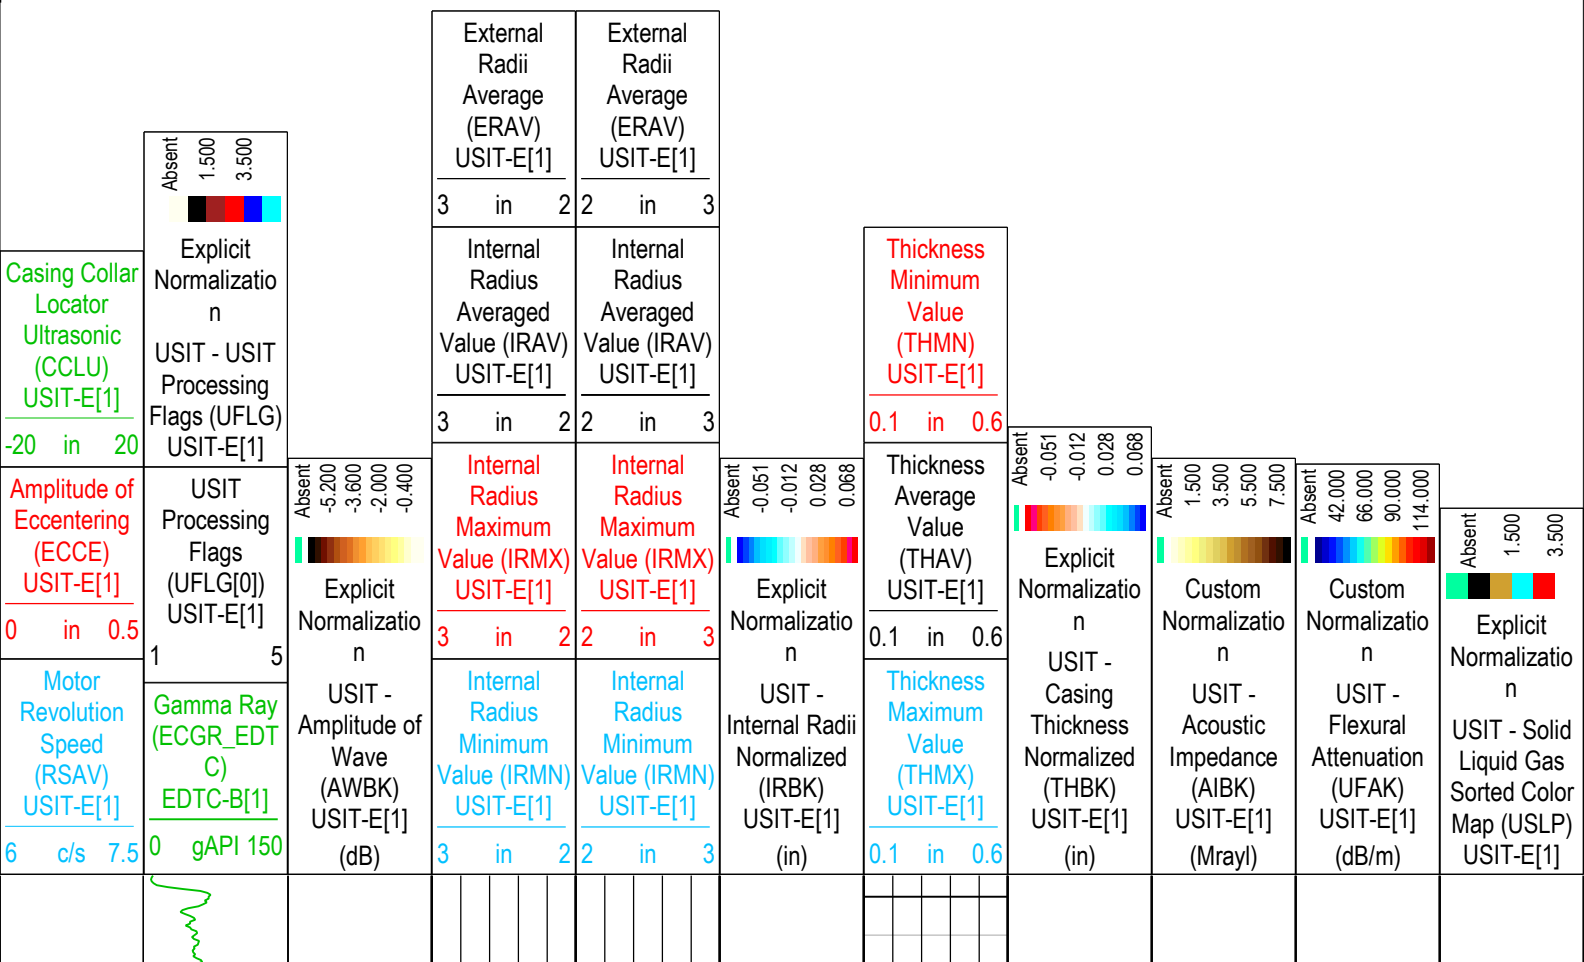 Casing Collar
Locator
Ultrasonic
(CCLU)
USIT-E[1]
-20 in 20
Amplitude of
Eccentering
(ECCE)
USIT-E[1]
0 in 0.5
Motor
Revolution
Speed
(RSAV)
USIT-E[1]
6 c/s 7.5
Absent
1.500
3.500
Explicit
Normalizatio
n
USIT - USIT
Processing
Flags (UFLG)
USIT-E[1]
USIT
Processing
Flags
(UFLG[0])
USIT-E[1]
1 5
Gamma Ray
(ECGR_EDT
C)
EDTC-B[1]
0 gAPI 150
Absent
-5.200
-3.600
-2.000
-0.400
Explicit
Normalizatio
n
USIT -
Amplitude of
Wave
(AWBK)
USIT-E[1]
(dB)
External
Radii
Average
(ERAV)
USIT-E[1]
3 in 2
Internal
Radius
Averaged
Value (IRAV)
USIT-E[1]
3 in 2
Internal
Radius
Maximum
Value (IRMX)
USIT-E[1]
3 in 2
Internal
Radius
Minimum
Value (IRMN)
USIT-E[1]
3 in 2
External
Radii
Average
(ERAV)
USIT-E[1]
2 in 3
Internal
Radius
Averaged
Value (IRAV)
USIT-E[1]
2 in 3
Internal
Radius
Maximum
Value (IRMX)
USIT-E[1]
2 in 3
Internal
Radius
Minimum
Value (IRMN)
USIT-E[1]
2 in 3
Absent
-0.051
-0.012
0.028
0.068
Explicit
Normalizatio
n
USIT -
Internal Radii
Normalized
(IRBK)
USIT-E[1]
(in)
Thickness
Minimum
Value
(THMN)
USIT-E[1]
0.1 in 0.6
Thickness
Average
Value
(THAV)
USIT-E[1]
0.1 in 0.6
Thickness
Maximum
Value
(THMX)
USIT-E[1]
0.1 in 0.6
Absent
-0.051
-0.012
0.028
0.068
Explicit
Normalizatio
n
USIT -
Casing
Thickness
Normalized
(THBK)
USIT-E[1]
(in)
Absent
1.500
3.500
5.500
7.500
Custom
Normalizatio
n
USIT -
Acoustic
Impedance
(AIBK)
USIT-E[1]
(Mrayl)
Absent
42.000
66.000
90.000
114.000
Custom
Normalizatio
n
USIT -
Flexural
Attenuation
(UFAK)
USIT-E[1]
(dB/m)
Absent
1.500
3.500
Explicit
Normalizatio
n
USIT - Solid
Liquid Gas
Sorted Color
Map (USLP)
USIT-E[1]